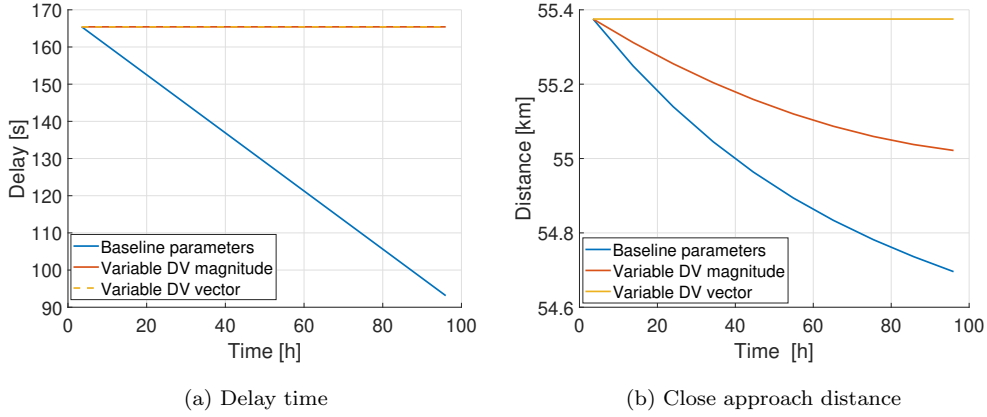 170
160
150
140
130
120
110
100
90
Delay [s]
Baseline parameters
Variable DV magnitude
Variable DV vector
0 20 40 60 80 100
Time [h]
(a) Delay time
55.4
55.2
55
54.8
54.6
Distance [km]
Baseline parameters
Variable DV magnitude
Variable DV vector
0 20 40 60 80 100
Time [h]
(b) Close approach distance